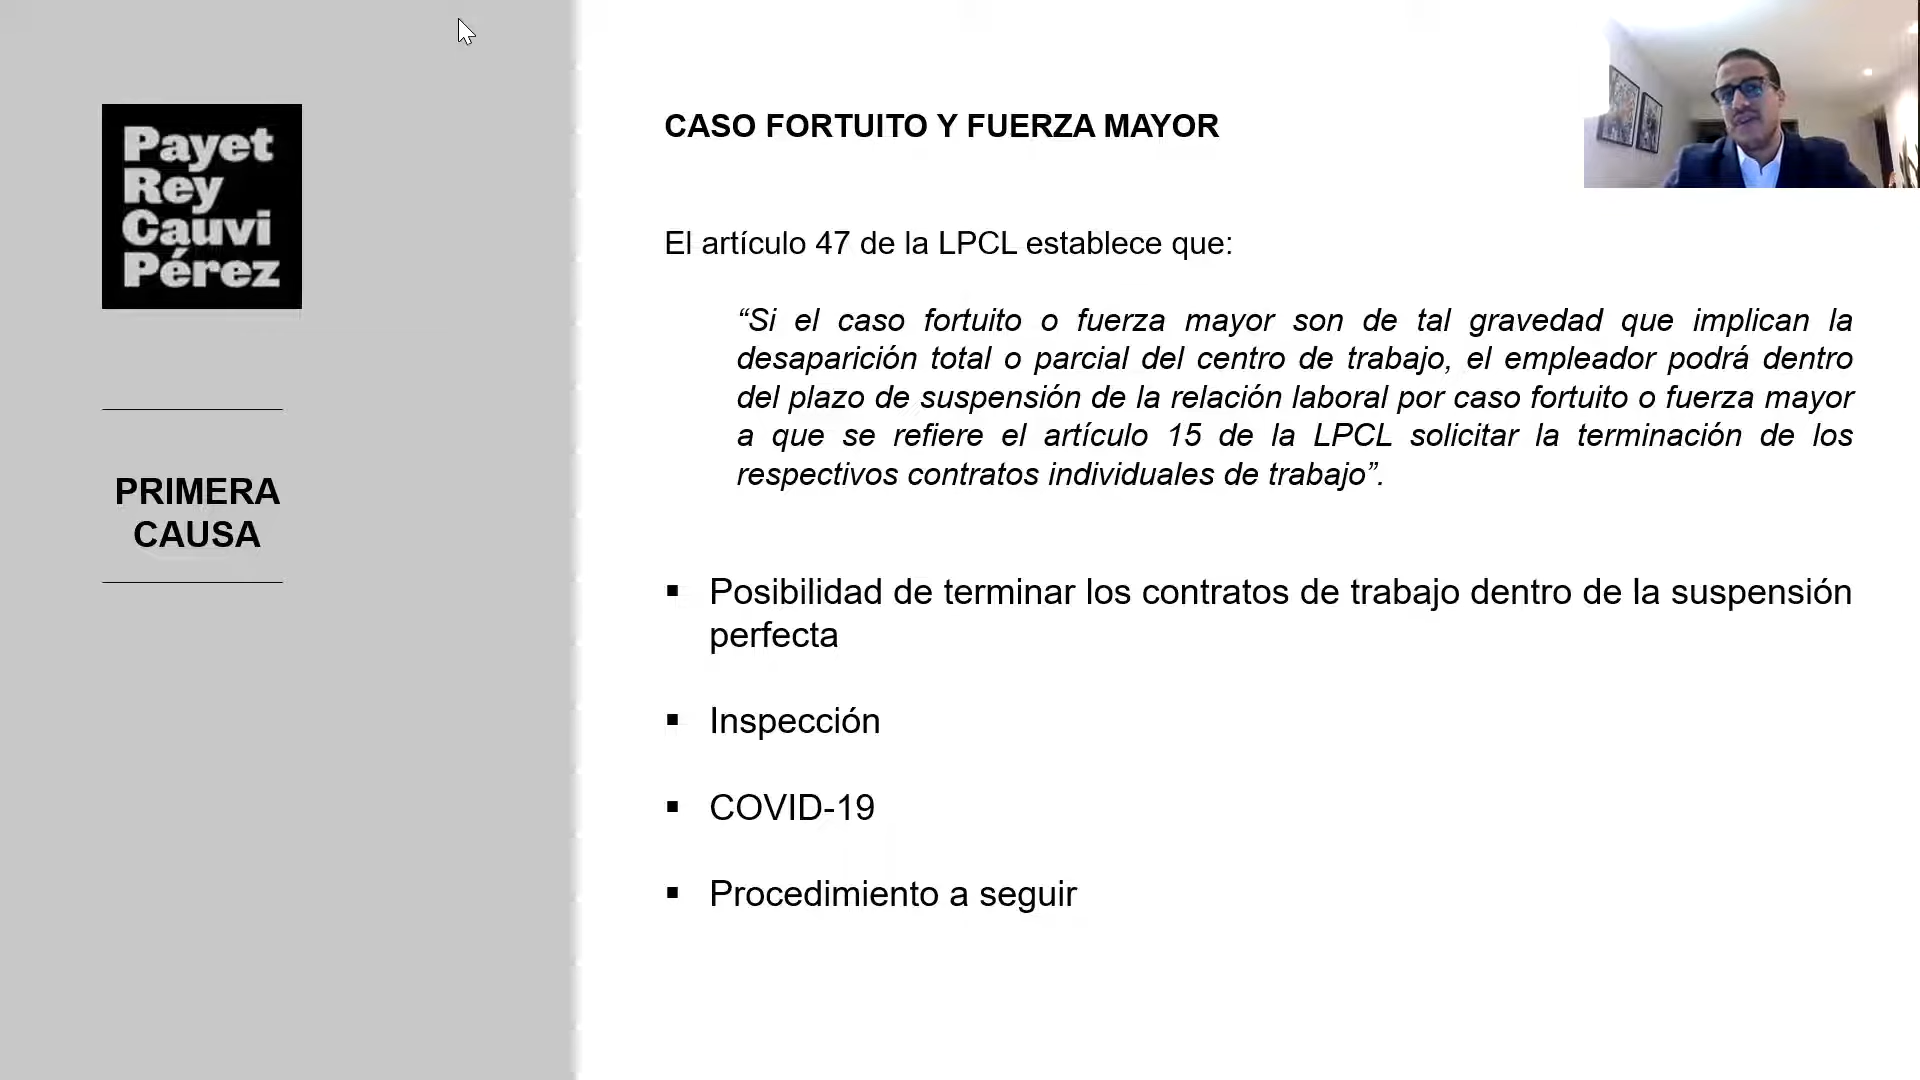 Payet
Rey
Cauvi
Pérez
PRIMERA
CAUSA
CASO FORTUITO Y FUERZA MAYOR
El artículo 47 de la LPCL establece que:
“Si el caso fortuito o fuerza mayor son de tal gravedad que implican la
desaparición total o parcial del centro de trabajo, el empleador podrá dentro
del plazo de suspensión de la relación laboral por caso fortuito o fuerza mayor
a que se refiere el artículo 15 de la LPCL solicitar la terminación de los
respectivos contratos individuales de trabajo”.
▪ Posibilidad de terminar los contratos de trabajo dentro de la suspensión
perfecta
▪ Inspección
▪ COVID-19
▪ Procedimiento a seguir